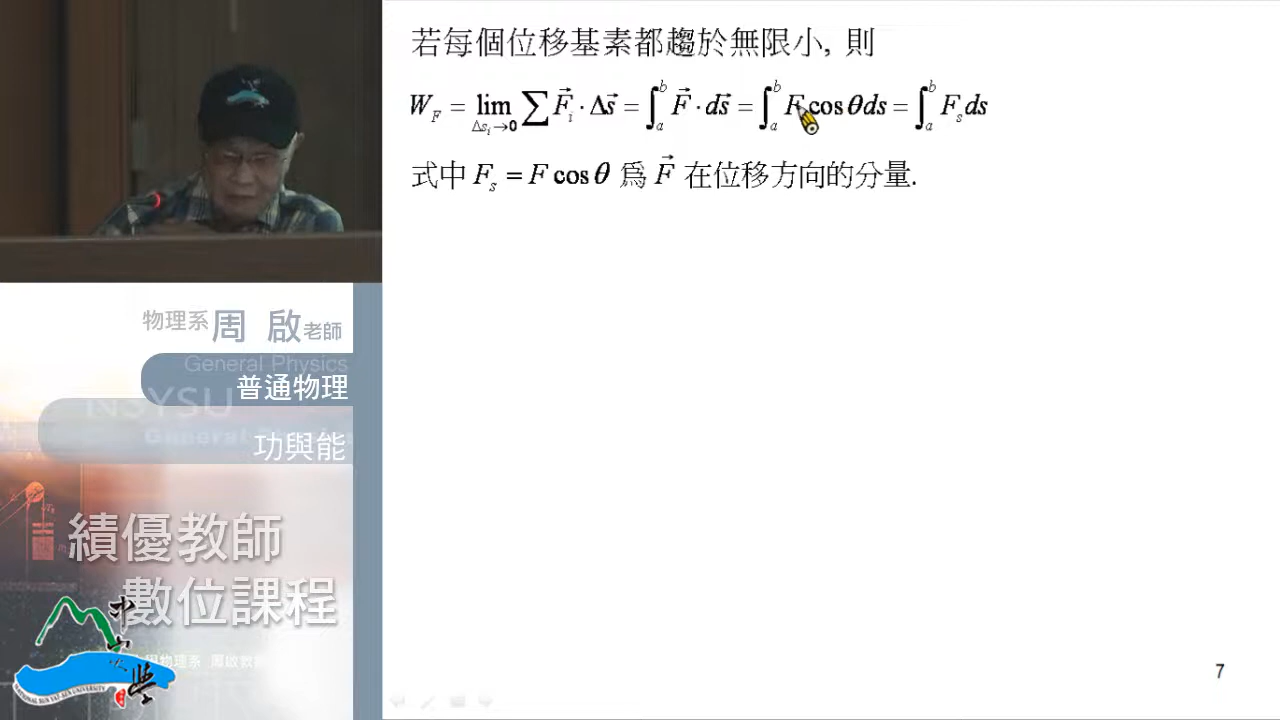 若每個位移基素都趨於無限小, 則
W_F = lim_{Δs_i→0} ∑ F⃗_i · Δs⃗ = ∫_a^b F⃗ · ds⃗ = ∫_a^b F cos θ ds = ∫_a^b F_s ds
式中 F_s = F cos θ 爲 F⃗ 在位移方向的分量.
物理系 周 啟 老師
General Physics
普通物理
NSYSU
功與能
績優教師
數位課程
7